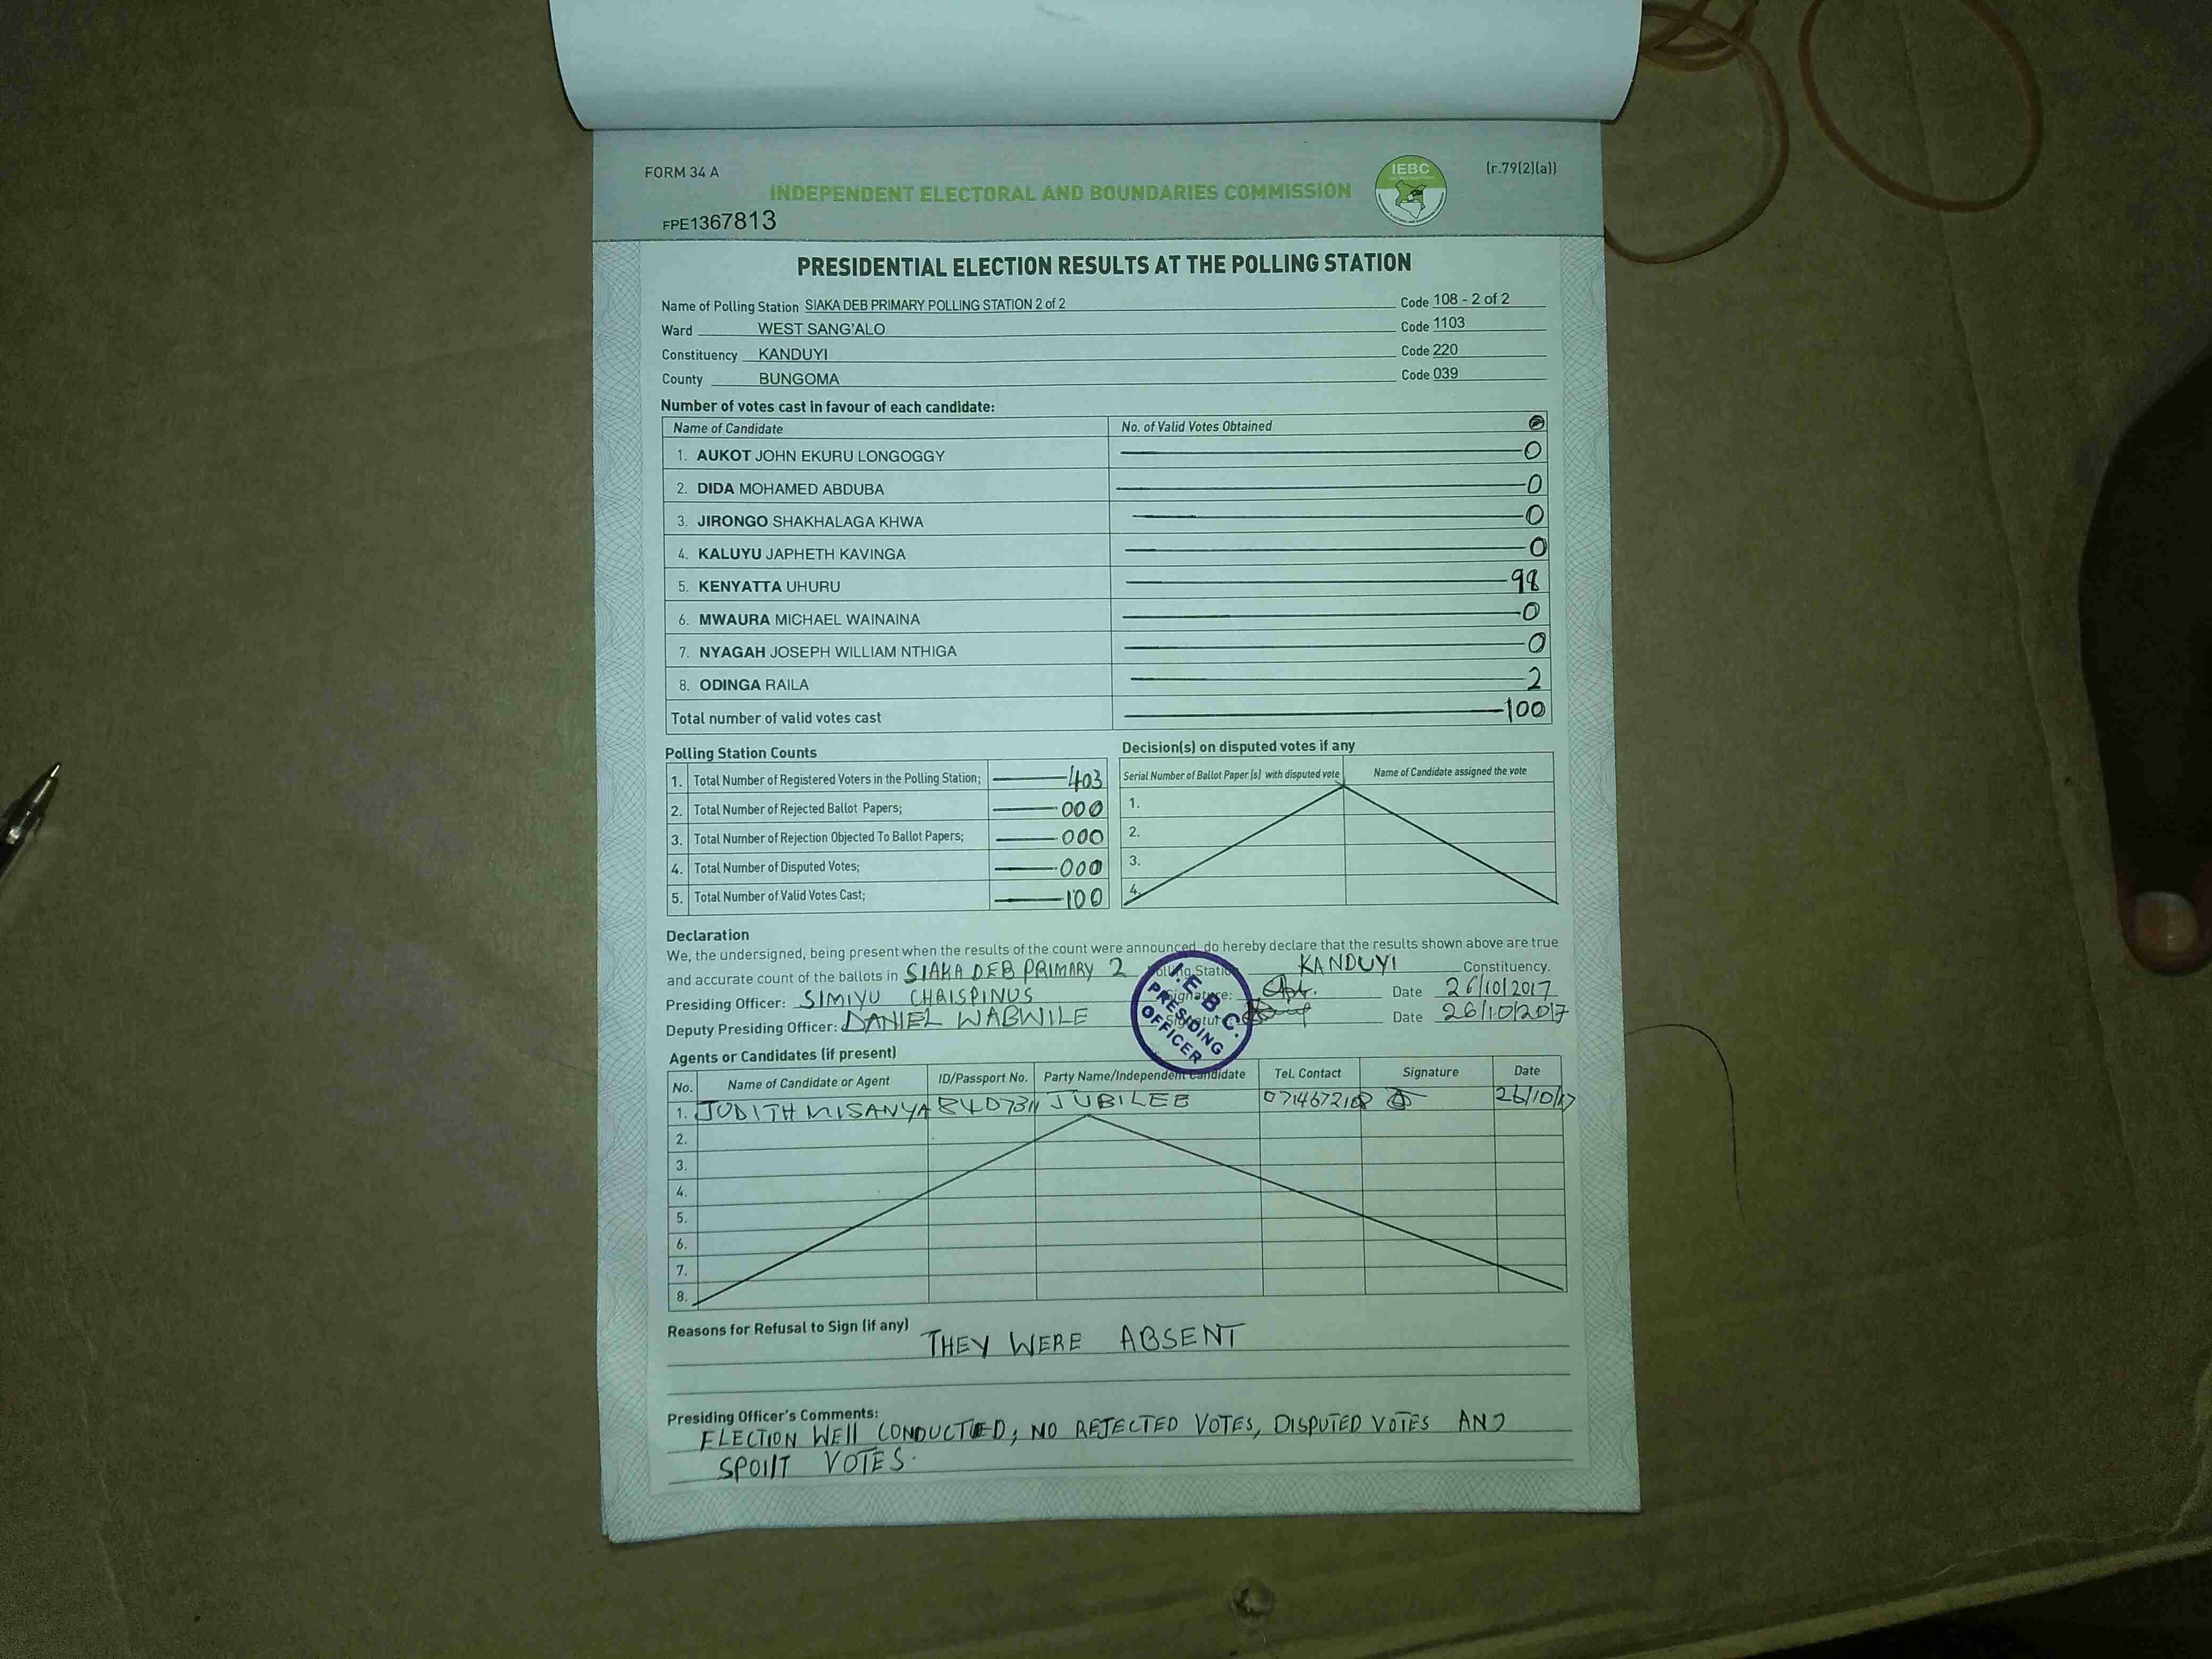 FORM 34 A
IEBC
(r.79(2)(a))
INDEPENDENT ELECTORAL AND BOUNDARIES COMMISSION
FPE1367813
PRESIDENTIAL ELECTION RESULTS AT THE POLLING STATION
Name of Polling Station SIAKA DEB PRIMARY POLLING STATION 2 of 2 Code 108 - 2 of 2
Ward WEST SANG'ALO Code 1103
Constituency KANDUYI Code 220
County BUNGOMA Code 039
Number of votes cast in favour of each candidate:
Name of Candidate No. of Valid Votes Obtained
1. AUKOT JOHN EKURU LONGOGGY 0
2. DIDA MOHAMED ABDUBA 0
3. JIRONGO SHAKHALAGA KHWA 0
4. KALUYU JAPHETH KAVINGA 0
5. KENYATTA UHURU 98
6. MWAURA MICHAEL WAINAINA 0
7. NYAGAH JOSEPH WILLIAM NTHIGA 0
8. ODINGA RAILA 2
Total number of valid votes cast 100
Polling Station Counts
1. Total Number of Registered Voters in the Polling Station; 403
2. Total Number of Rejected Ballot Papers; 000
3. Total Number of Rejection Objected To Ballot Papers; 000
4. Total Number of Disputed Votes; 000
5. Total Number of Valid Votes Cast; 100
Decision(s) on disputed votes if any
Serial Number of Ballot Paper (s) with disputed vote Name of Candidate assigned the vote
1.
2.
3.
4.
Declaration
We, the undersigned, being present when the results of the count were announced, do hereby declare that the results shown above are true
and accurate count of the ballots in SIAKA DEB PRIMARY 2 Polling Station KANDUYI Constituency.
Presiding Officer: SIMIYU CHRISPINUS Signature: Date 26/10/2017
Deputy Presiding Officer: DANIEL WABWILE Signature: Date 26/10/2017
I.E.B.C.
PRESIDING
OFFICER
Agents or Candidates (if present)
No. Name of Candidate or Agent ID/Passport No. Party Name/Independent Candidate Tel. Contact Signature Date
1. JUDITH JUBILEE 26/10/17
2.
3.
4.
5.
6.
7.
8.
Reasons for Refusal to Sign (if any) THEY WERE ABSENT
Presiding Officer's Comments:
ELECTION WEll CONDUCTED, NO REJECTED VOTES, DISPUTED VOTES AND
SPOIlT VOTES.